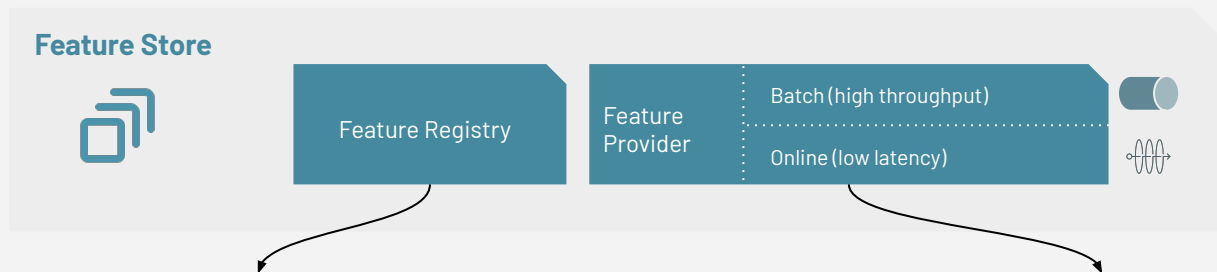 Feature Store
Feature Registry
Feature
Provider
Batch (high throughput)
Online (low latency)